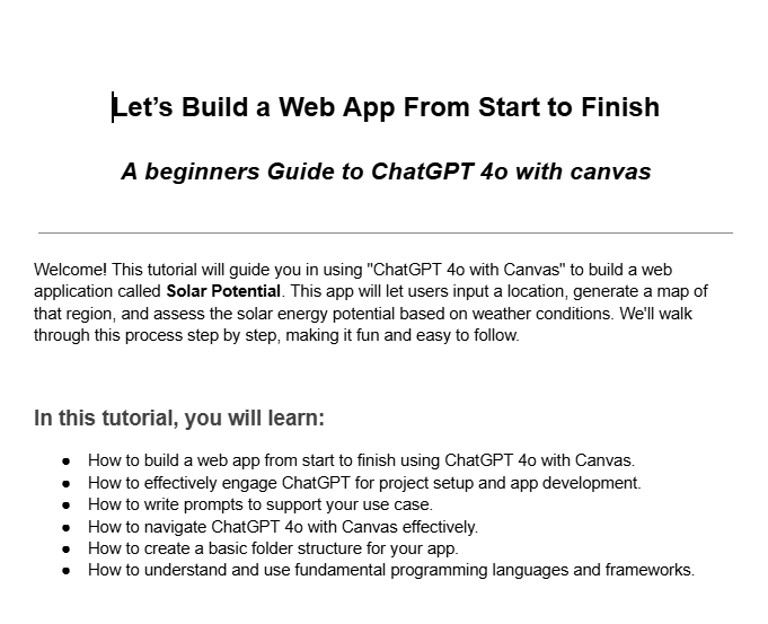 Let’s Build a Web App From Start to Finish
A beginners Guide to ChatGPT 4o with canvas
Welcome! This tutorial will guide you in using "ChatGPT 4o with Canvas" to build a web
application called Solar Potential. This app will let users input a location, generate a map of
that region, and assess the solar energy potential based on weather conditions. We'll walk
through this process step by step, making it fun and easy to follow.
In this tutorial, you will learn:
● How to build a web app from start to finish using ChatGPT 4o with Canvas.
● How to effectively engage ChatGPT for project setup and app development.
● How to write prompts to support your use case.
● How to navigate ChatGPT 4o with Canvas effectively.
● How to create a basic folder structure for your app.
● How to understand and use fundamental programming languages and frameworks.